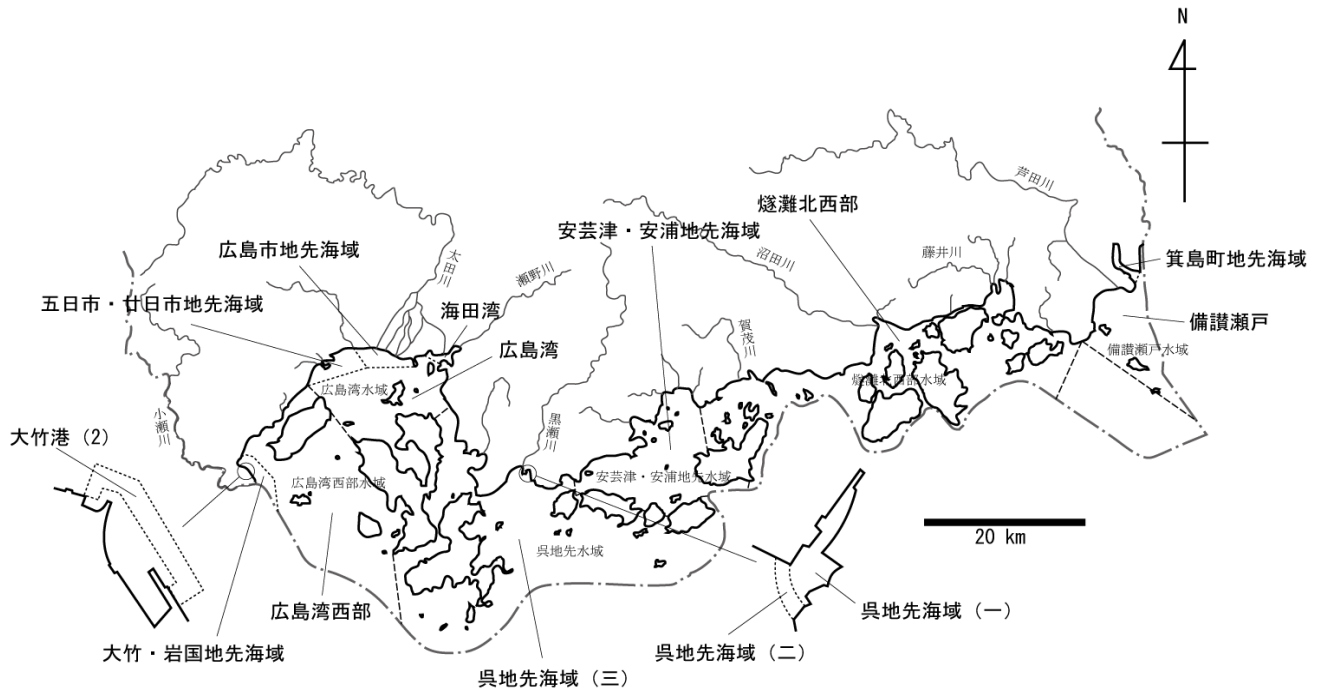 N
芦田川
燧灘北西部
安芸津・安浦地先海域
広島市地先海域
沼田川
藤井川
箕島町地先海域
太田川
瀬野川
五日市・廿日市地先海域
海田湾
賀茂川
備讃瀬戸
広島湾
備讃瀬戸水域
広島湾水域
燧灘北西部水域
小瀬川
黒瀬川
大竹港（2）
安芸津・安浦地先水域
広島湾西部水域
20 km
呉地先水域
広島湾西部
呉地先海域（一）
大竹・岩国地先海域
呉地先海域（二）
呉地先海域（三）